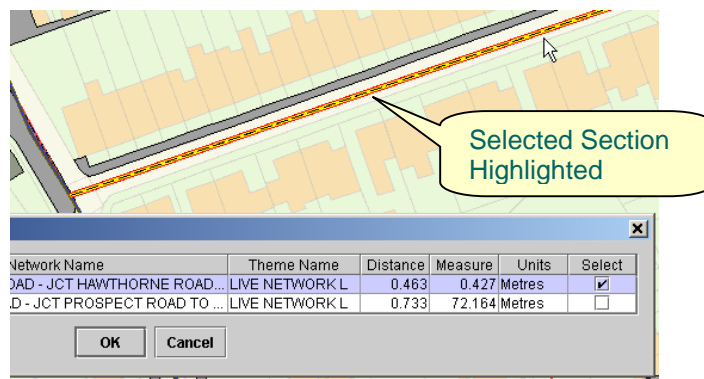 Selected Section
Highlighted
Network Name Theme Name Distance Measure Units Select
OAD - JCT HAWTHORNE ROAD... LIVE NETWORK L 0.463 0.427 Metres
D - JCT PROSPECT ROAD TO ... LIVE NETWORK L 0.733 72.164 Metres
OK Cancel